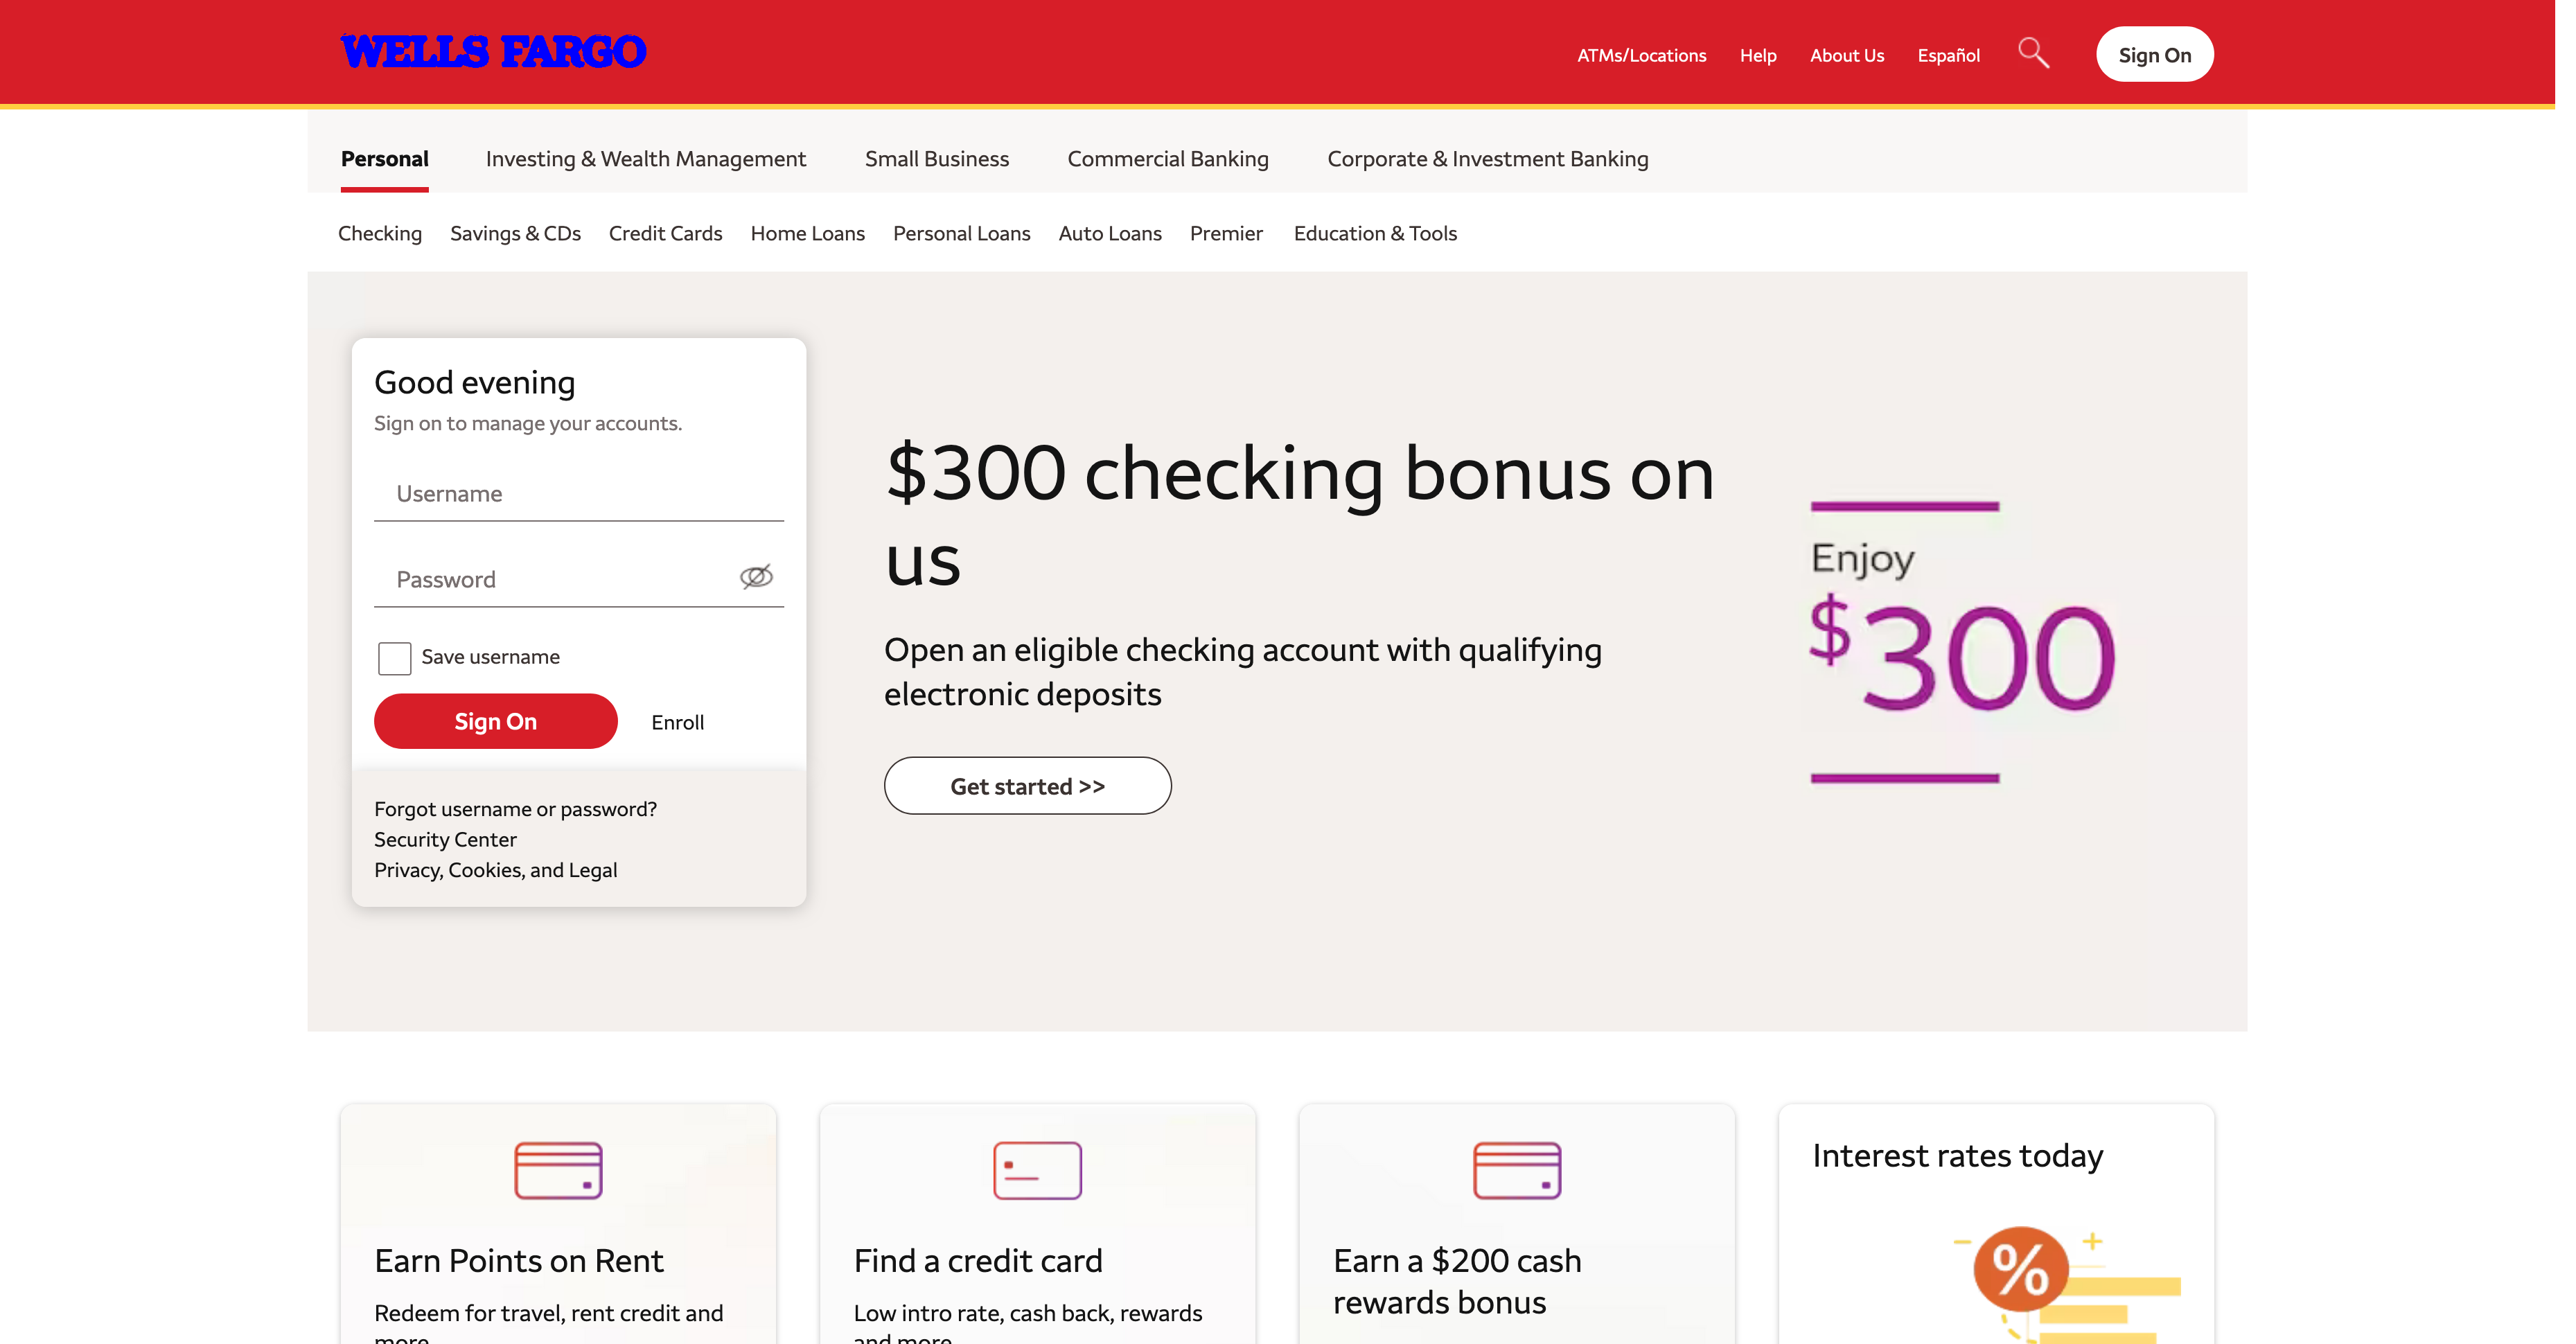 WELLS FARGO
ATMs/Locations Help About Us Español Sign On
Personal Investing & Wealth Management Small Business Commercial Banking Corporate & Investment Banking
Checking Savings & CDs Credit Cards Home Loans Personal Loans Auto Loans Premier Education & Tools
Good evening
Sign on to manage your accounts.
Username
Password
Save username
Sign On Enroll
Forgot username or password?
Security Center
Privacy, Cookies, and Legal
$300 checking bonus on
us
Open an eligible checking account with qualifying
electronic deposits
Get started >>
Enjoy
$300
Earn Points on Rent
Redeem for travel, rent credit and
more
Find a credit card
Low intro rate, cash back, rewards
and more
Earn a $200 cash
rewards bonus
Interest rates today
%